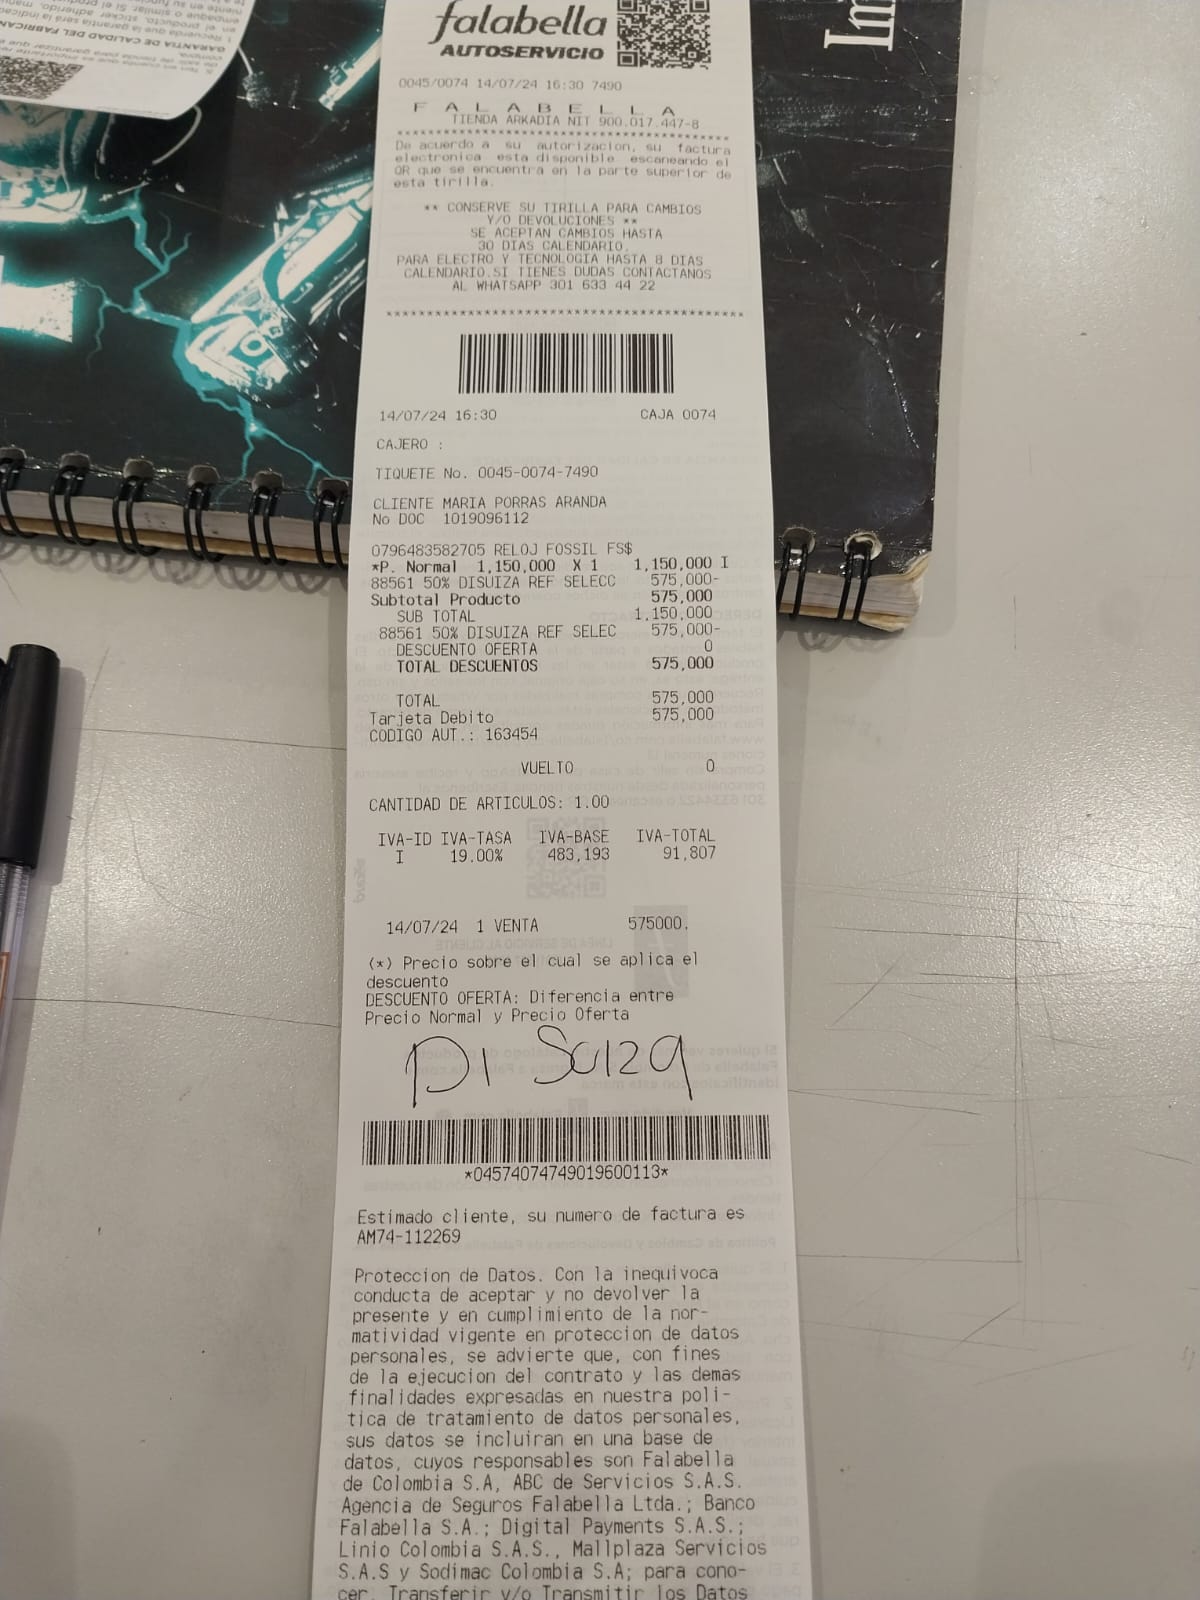 falabella
AUTOSERVICIO
0045/0074 14/07/24 16:30 7490
F A L A B E L L A
TIENDA ARKADIA NIT 900.017.447-8
****************************************
De acuerdo a su autorizacion, su factura
electronica esta disponible escaneando el
QR que se encuentra en la parte superior de
esta tirilla.
** CONSERVE SU TIRILLA PARA CAMBIOS
Y/O DEVOLUCIONES **
SE ACEPTAN CAMBIOS HASTA
30 DIAS CALENDARIO.
PARA ELECTRO Y TECNOLOGIA HASTA 8 DIAS
CALENDARIO.SI TIENES DUDAS CONTACTANOS
AL WHATSAPP 301 633 44 22
****************************************
14/07/24 16:30 CAJA 0074
CAJERO :
TIQUETE No. 0045-0074-7490
CLIENTE MARIA PORRAS ARANDA
No DOC 1019096112
0796483582705 RELOJ FOSSIL FS$
*P. Normal 1,150,000 X 1 1,150,000 I
88561 50% DISUIZA REF SELECC 575,000-
Subtotal Producto 575,000
SUB TOTAL 1,150,000
88561 50% DISUIZA REF SELEC 575,000-
DESCUENTO OFERTA 0
TOTAL DESCUENTOS 575,000
TOTAL 575,000
Tarjeta Debito 575,000
CODIGO AUT.: 163454
VUELTO 0
CANTIDAD DE ARTICULOS: 1.00
IVA-ID IVA-TASA IVA-BASE IVA-TOTAL
I 19.00% 483,193 91,807
14/07/24 1 VENTA 575000.
(*) Precio sobre el cual se aplica el
descuento
DESCUENTO OFERTA: Diferencia entre
Precio Normal y Precio Oferta
DI Suiza
*04574074749019600113*
Estimado cliente, su numero de factura es
AM74-112269
Proteccion de Datos. Con la inequivoca
conducta de aceptar y no devolver la
presente y en cumplimiento de la nor-
matividad vigente en proteccion de datos
personales, se advierte que, con fines
de la ejecucion del contrato y las demas
finalidades expresadas en nuestra poli-
tica de tratamiento de datos personales,
sus datos se incluiran en una base de
datos, cuyos responsables son Falabella
de Colombia S.A, ABC de Servicios S.A.S.
Agencia de Seguros Falabella Ltda.; Banco
Falabella S.A.; Digital Payments S.A.S.;
Linio Colombia S.A.S., Mallplaza Servicios
S.A.S y Sodimac Colombia S.A; para cono-
cer, Transferir y/o Transmitir los Datos